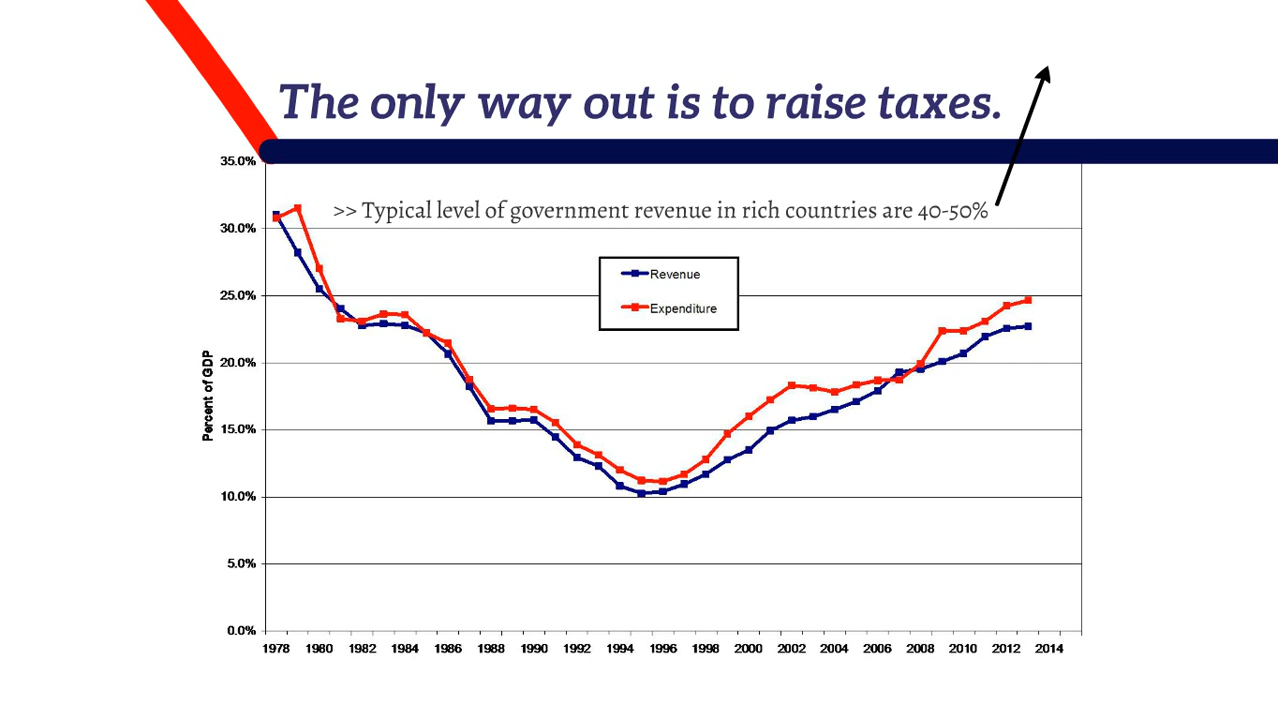 The only way out is to raise taxes.
35.0%
>> Typical level of government revenue in rich countries are 40-50%
30.0%
Revenue
25.0%
Expenditure
20.0%
Percent of GDP
15.0%
10.0%
5.0%
0.0%
1978 1980 1982 1984 1986 1988 1990 1992 1994 1996 1998 2000 2002 2004 2006 2008 2010 2012 2014